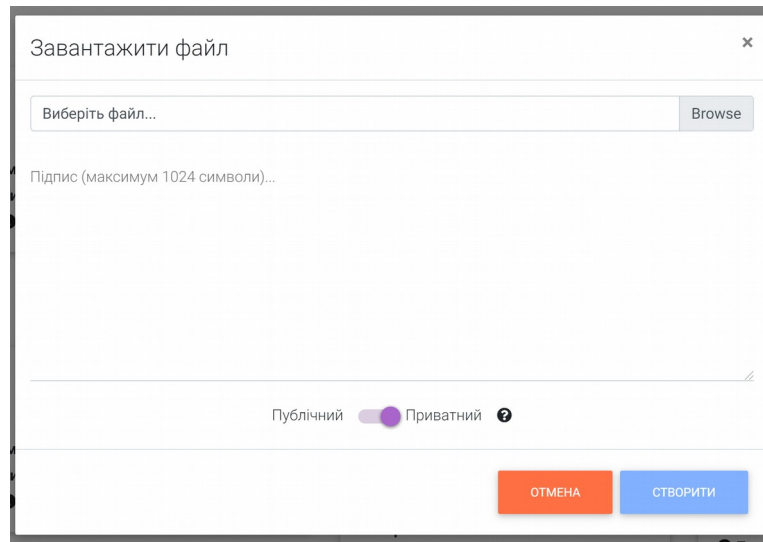 Завантажити файл
×
Виберіть файл... Browse
Підпис (максимум 1024 символи)...
Публічний Приватний ?
ОТМЕНА СТВОРИТИ